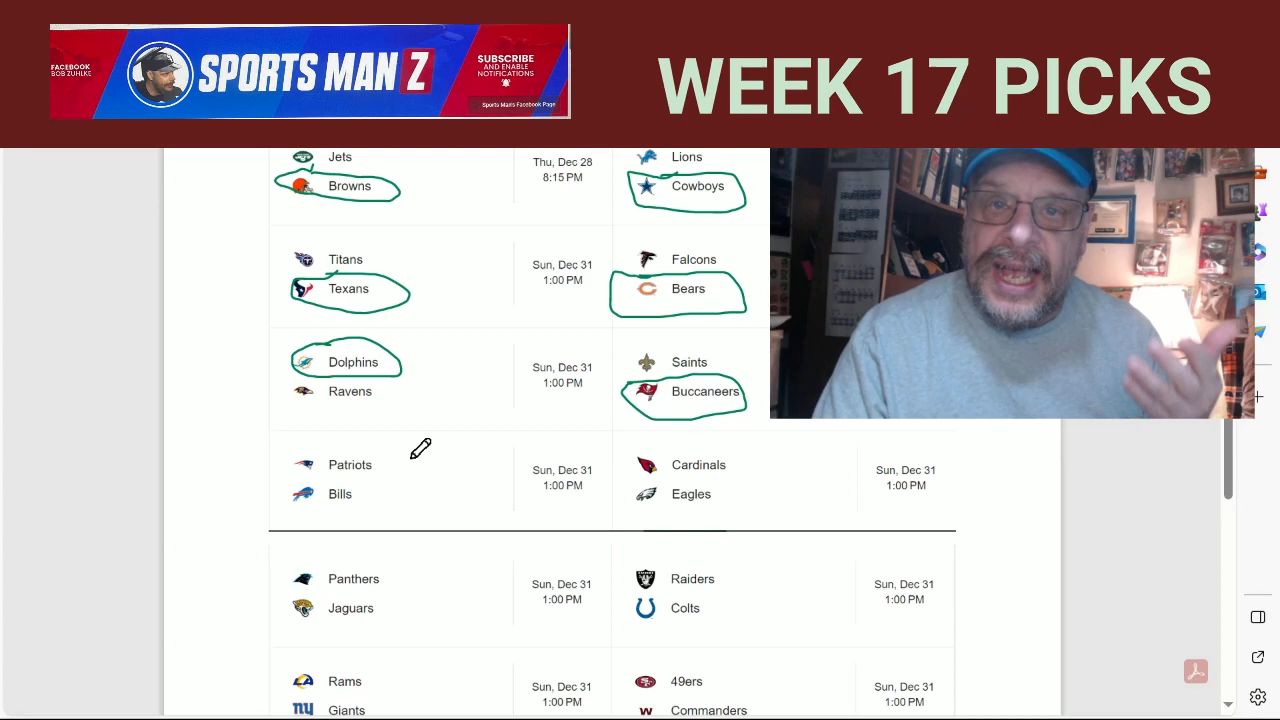 FACEBOOK
BOB ZUHLKE
SPORTS MAN Z
SUBSCRIBE
AND ENABLE
NOTIFICATIONS
Sports Man's Facebook Page
WEEK 17 PICKS
Jets
Browns
Thu, Dec 28
8:15 PM
Lions
Cowboys
Titans
Texans
Sun, Dec 31
1:00 PM
Falcons
Bears
Dolphins
Ravens
Sun, Dec 31
1:00 PM
Saints
Buccaneers
Patriots
Bills
Sun, Dec 31
1:00 PM
Cardinals
Eagles
Sun, Dec 31
1:00 PM
Panthers
Jaguars
Sun, Dec 31
1:00 PM
Raiders
Colts
Sun, Dec 31
1:00 PM
Rams
Giants
Sun, Dec 31
1:00 PM
49ers
Commanders
Sun, Dec 31
1:00 PM